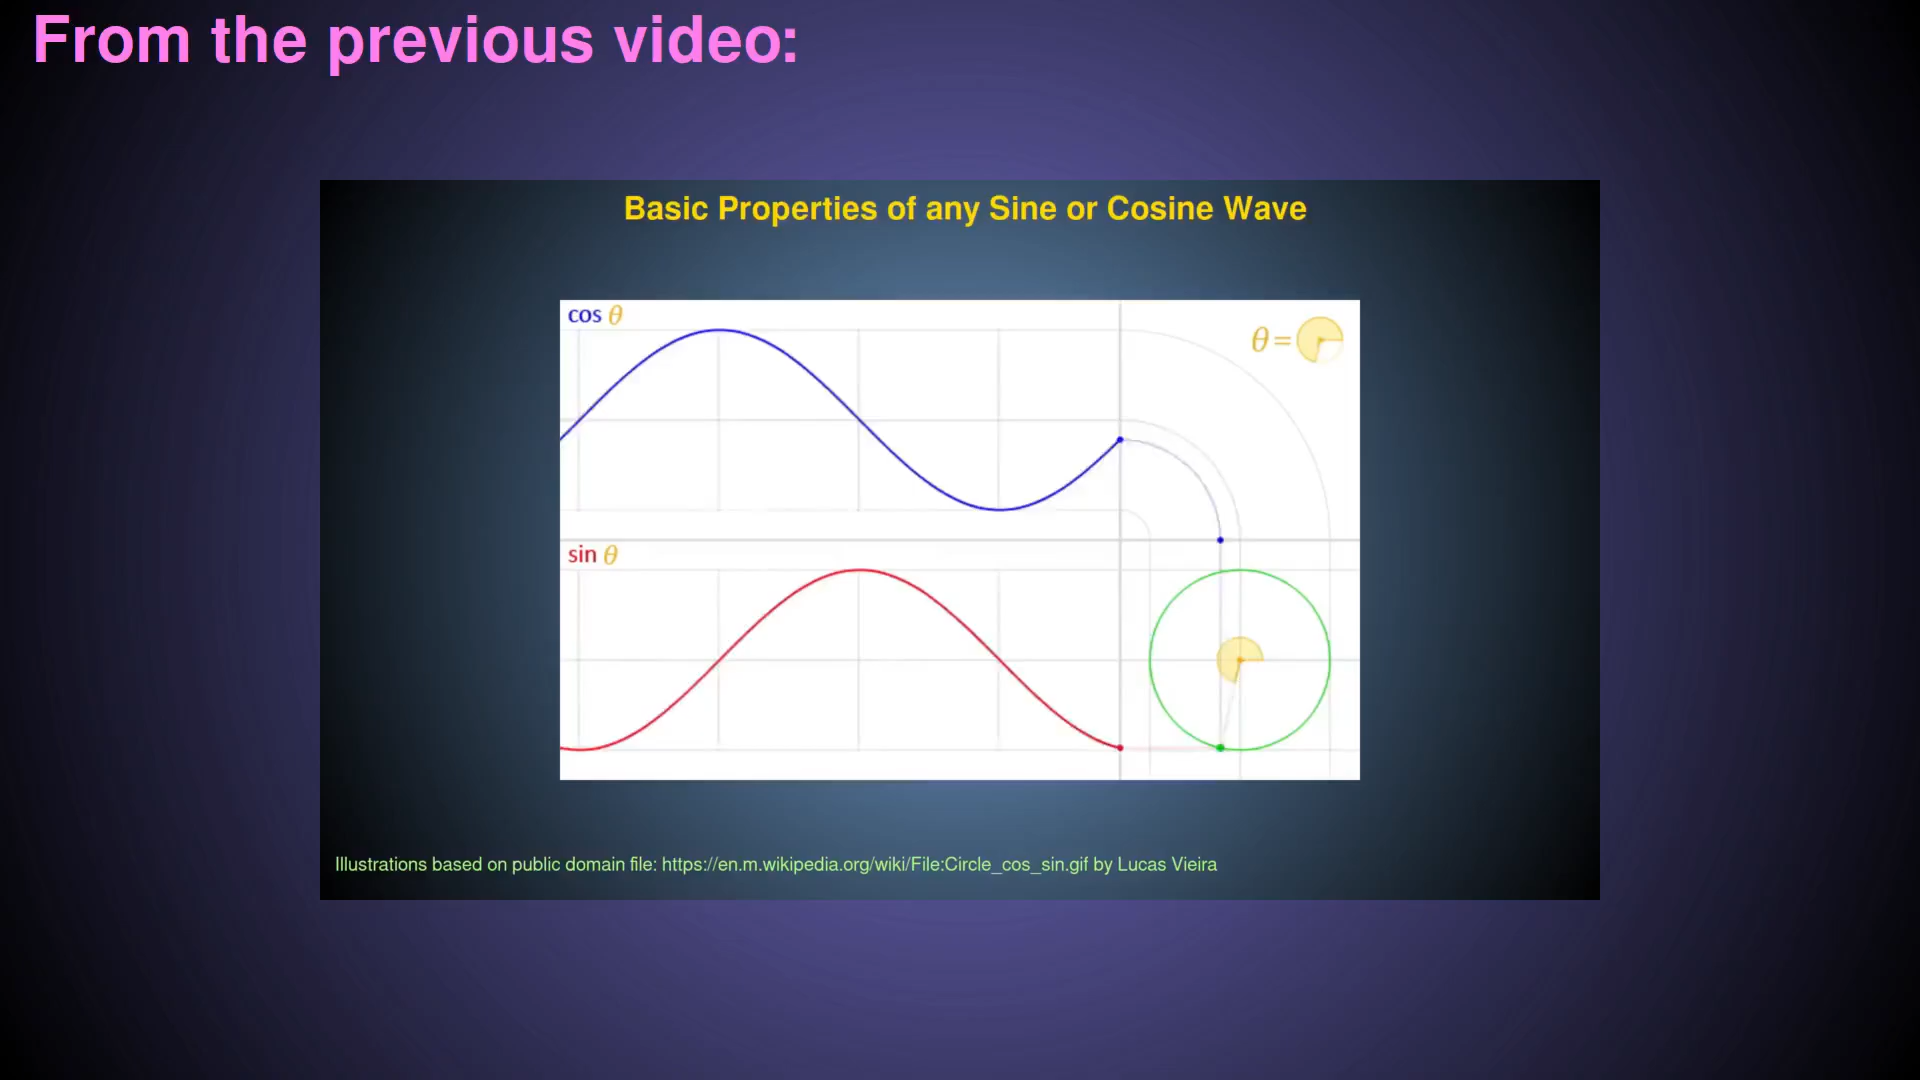 From the previous video:
Basic Properties of any Sine or Cosine Wave
cos θ
θ =
sin θ
Illustrations based on public domain file: https://en.m.wikipedia.org/wiki/File:Circle_cos_sin.gif by Lucas Vieira